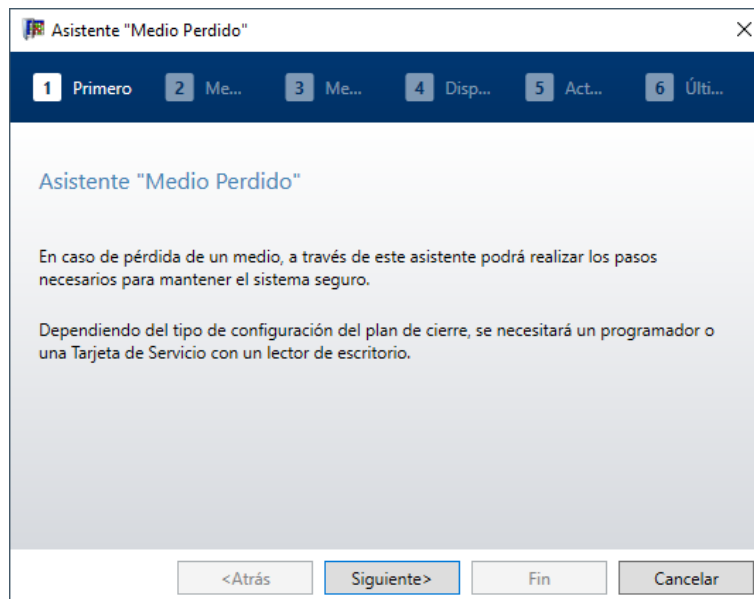 Asistente "Medio Perdido"
1 Primero 2 Me... 3 Me... 4 Disp... 5 Act... 6 Últi...
Asistente "Medio Perdido"
En caso de pérdida de un medio, a través de este asistente podrá realizar los pasos
necesarios para mantener el sistema seguro.
Dependiendo del tipo de configuración del plan de cierre, se necesitará un programador o
una Tarjeta de Servicio con un lector de escritorio.
<Atrás Siguiente> Fin Cancelar